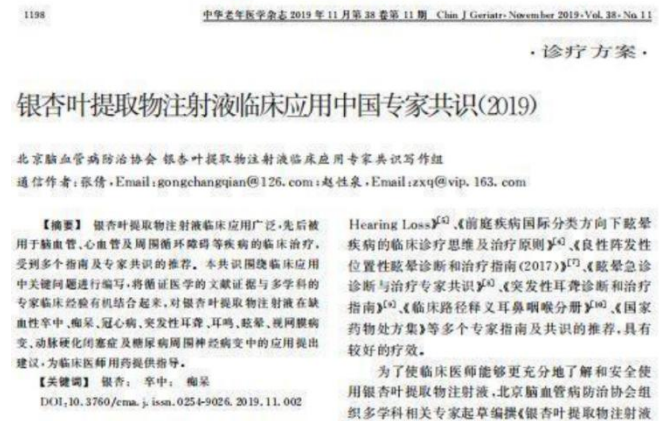 1198
中华老年医学杂志 2019 年 11 月第 38 卷第 11 期 Chin J Geriatr, November 2019, Vol. 38, No. 11
·诊疗方案·
银杏叶提取物注射液临床应用中国专家共识(2019)
北京脑血管病防治协会 银杏叶提取物注射液临床应用专家共识写作组
通信作者:张倩,Email:gongchangqian@126.com;赵性泉,Email:zxq@vip.163.com
【摘要】 银杏叶提取物注射液临床应用广泛,先后被
用于脑血管、心血管及周围循环障碍等疾病的临床治疗,
受到多个指南及专家共识的推荐。本共识围绕临床应用
中关键问题进行编写,将循证医学的文献证据与多学科的
专家临床经验有机结合起来,对银杏叶提取物注射液在缺
血性卒中、痴呆、冠心病、突发性耳聋、耳鸣、眩晕、视网膜病
变、动脉硬化闭塞症及糖尿病周围神经病变中的应用提出
建议,为临床医师用药提供指导。
【关键词】 银杏; 卒中; 痴呆
DOI:10.3760/cma.j.issn.0254-9026.2019.11.002
Hearing Loss》[5]、《前庭疾病国际分类方向下眩晕
疾病的临床诊疗思维及治疗原则》[6]、《良性阵发性
位置性眩晕诊断和治疗指南(2017)》[7]、《眩晕急诊
诊断与治疗专家共识》[8]、《突发性耳聋诊断和治疗
指南》[9]、《临床路径释义耳鼻咽喉分册》[10]、《国家
药物处方集》等多个专家指南及共识的推荐,具有
较好的疗效。
为了使临床医师能够更充分地了解和安全使
用银杏叶提取物注射液,北京脑血管病防治协会组
织多学科相关专家起草编撰《银杏叶提取物注射液